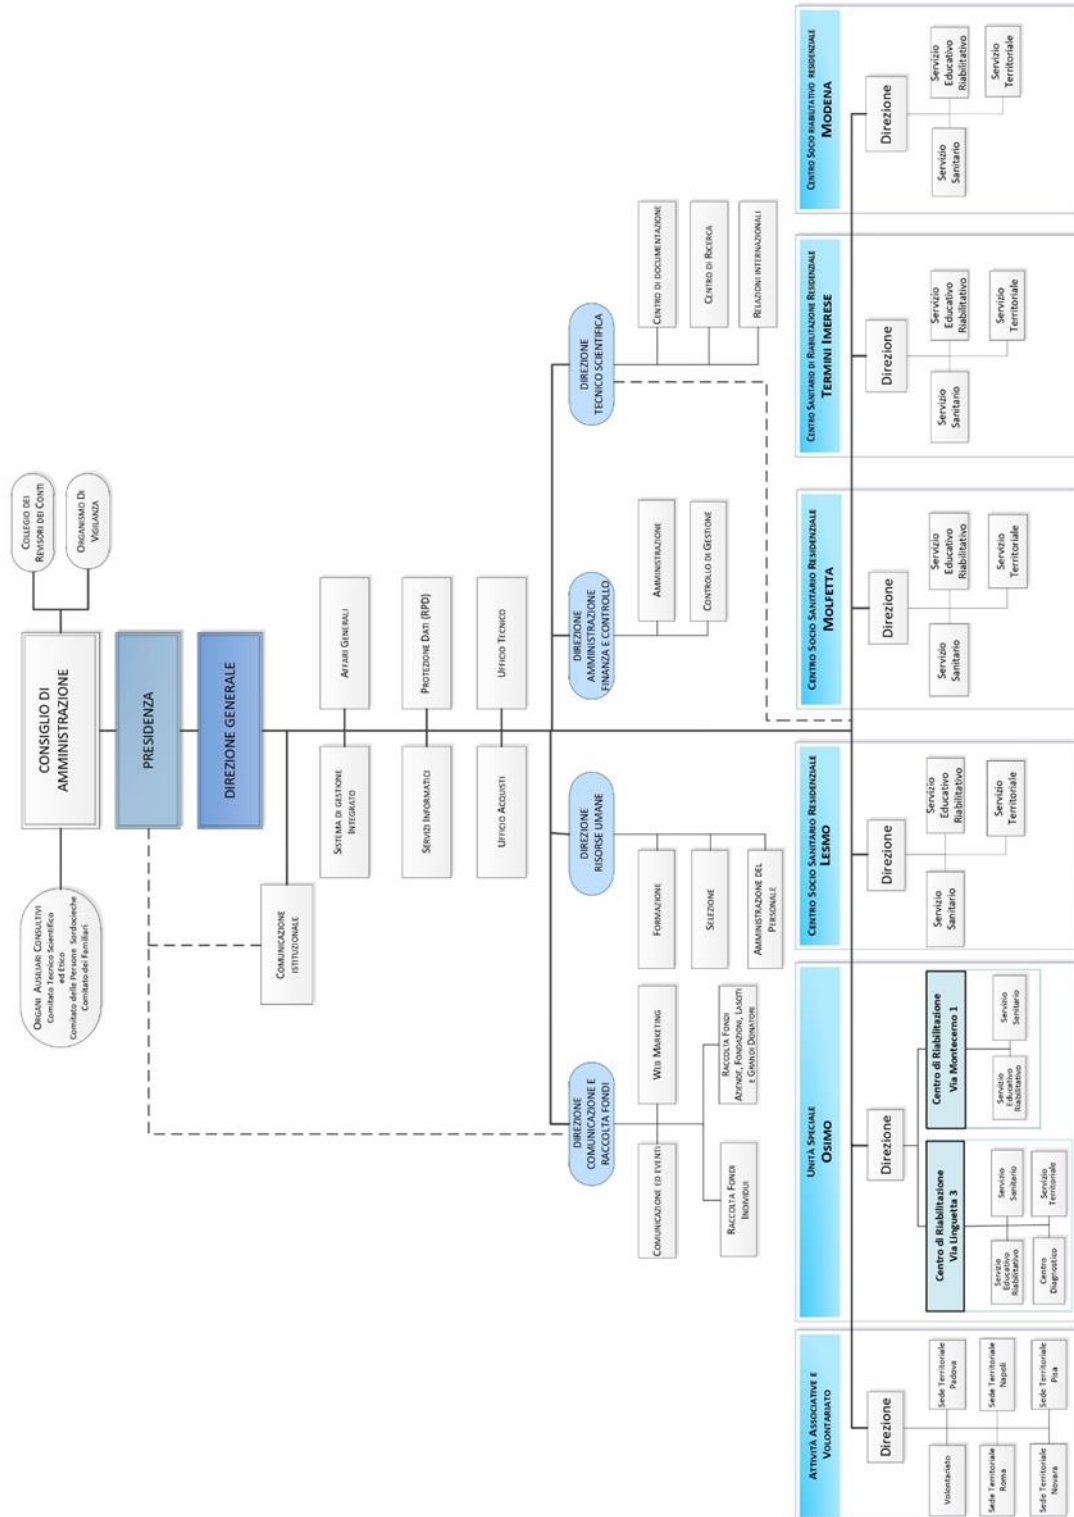 ORGANI AUSILIARI CONSULTIVI
Comitato Tecnico Scientifico
ed Etico
Comitato delle Persone Sordocieche
Comitato dei Familiari
CONSIGLIO DI
AMMINISTRAZIONE
COLLEGIO DEI
REVISORI DEI CONTI
ORGANISMO DI
VIGILANZA
PRESIDENZA
DIREZIONE GENERALE
COMUNICAZIONE
ISTITUZIONALE
SISTEMA DI GESTIONE
INTEGRATO
AFFARI GENERALI
SERVIZI INFORMATICI
PROTEZIONE DATI (RPD)
UFFICIO ACQUISTI
UFFICIO TECNICO
DIREZIONE
COMUNICAZIONE E
RACCOLTA FONDI
COMUNICAZIONE ED EVENTI
WEB MARKETING
RACCOLTA FONDI
INDIVIDUI
RACCOLTA FONDI
AZIENDE, FONDAZIONI, LASCITI
E GRANDI DONATORI
DIREZIONE
RISORSE UMANE
FORMAZIONE
SELEZIONE
AMMINISTRAZIONE DEL
PERSONALE
DIREZIONE
AMMINISTRAZIONE
FINANZA E CONTROLLO
AMMINISTRAZIONE
CONTROLLO DI GESTIONE
DIREZIONE
TECNICO SCIENTIFICA
CENTRO DI DOCUMENTAZIONE
CENTRO DI RICERCA
RELAZIONI INTERNAZIONALI
ATTIVITÀ ASSOCIATIVE E
VOLONTARIATO
Direzione
Volontariato
Sede Territoriale
Padova
Sede Territoriale
Roma
Sede Territoriale
Napoli
Sede Territoriale
Novara
Sede Territoriale
Pisa
UNITÀ SPECIALE
OSIMO
Direzione
Centro di Riabilitazione
Via Linguetta 3
Servizio
Educativo
Riabilitativo
Servizio
Sanitario
Centro
Diagnostico
Servizio
Territoriale
Centro di Riabilitazione
Via Montecerno 1
Servizio
Educativo
Riabilitativo
Servizio
Sanitario
CENTRO SOCIO SANITARIO RESIDENZIALE
LESMO
Direzione
Servizio
Sanitario
Servizio
Educativo
Riabilitativo
Servizio
Territoriale
CENTRO SOCIO SANITARIO RESIDENZIALE
MOLFETTA
Direzione
Servizio
Sanitario
Servizio
Educativo
Riabilitativo
Servizio
Territoriale
CENTRO SANITARIO DI RIABILITAZIONE RESIDENZIALE
TERMINI IMERESE
Direzione
Servizio
Sanitario
Servizio
Educativo
Riabilitativo
Servizio
Territoriale
CENTRO SOCIO RIABILITATIVO RESIDENZIALE
MODENA
Direzione
Servizio
Sanitario
Servizio
Educativo
Riabilitativo
Servizio
Territoriale